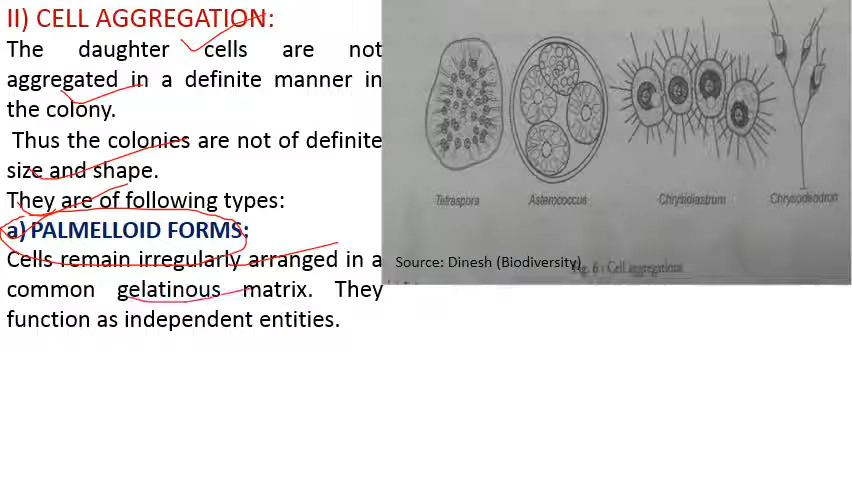 II) CELL AGGREGATION:
The daughter cells are not
aggregated in a definite manner in
the colony.
Thus the colonies are not of definite
size and shape.
They are of following types:
a) PALMELLOID FORMS:
Cells remain irregularly arranged in a
common gelatinous matrix. They
function as independent entities.
Tetraspora
Asterococcus
Chrysidiastrum
Chrysodendron
Source: Dinesh (Biodiversity)
Fig. 6 : Cell aggregations